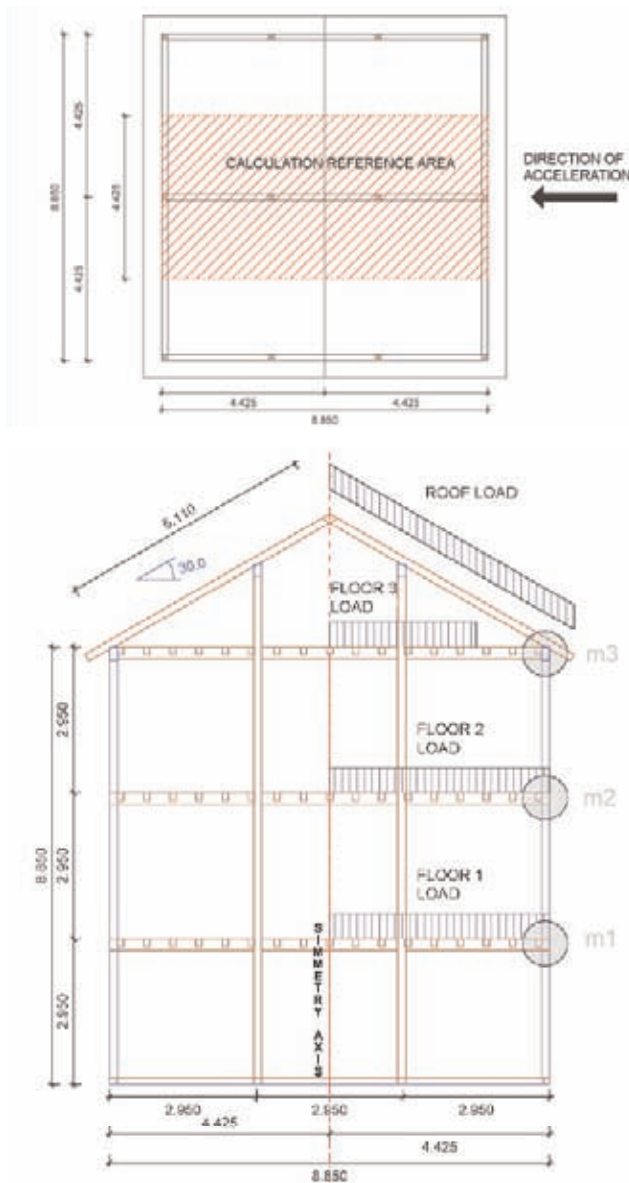 4.425
8.850
4.425
4.425
CALCULATION REFERENCE AREA
DIRECTION OF
ACCELERATION
4.425
4.425
8.850
5.110
30.0
ROOF LOAD
FLOOR 3
LOAD
m3
FLOOR 2
LOAD
m2
FLOOR 1
LOAD
m1
8.850
2.950
2.950
2.950
SIMMETRY AXIS
2.950
2.950
2.950
4.425
4.425
8.850